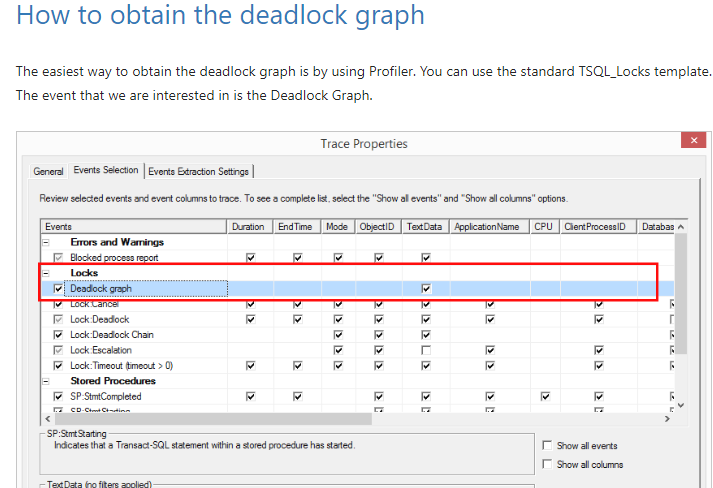 How to obtain the deadlock graph
The easiest way to obtain the deadlock graph is by using Profiler. You can use the standard TSQL_Locks template.
The event that we are interested in is the Deadlock Graph.
Trace Properties
General Events Selection Events Extraction Settings
Review selected events and event columns to trace. To see a complete list, select the "Show all events" and "Show all columns" options.
Events Duration EndTime Mode ObjectID TextData ApplicationName CPU ClientProcessID Databas
Errors and Warnings
Blocked process report
Locks
Deadlock graph
Lock:Cancel
Lock:Deadlock
Lock:Deadlock Chain
Lock:Escalation
Lock:Timeout (timeout > 0)
Stored Procedures
SP:StmtCompleted
SP:StmtStarting
SP:StmtStarting
Indicates that a Transact-SQL statement within a stored procedure has started.
Show all events
Show all columns
TextData (no filters applied)